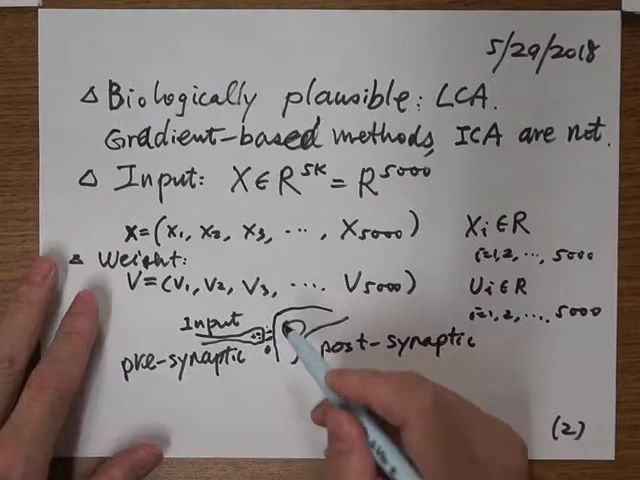 5/29/2018
△ Biologically plausible: LCA.
Gradient-based methods, ICA are not.
△ Input: X ∈ R^5K = R^5000
x = (x₁, x₂, x₃, ..., x₅₀₀₀) xᵢ ∈ R
i=1,2, ..., 5000
△ Weight:
V = (v₁, v₂, v₃, ... v₅₀₀₀) vᵢ ∈ R
i=1,2, ..., 5000
Input
pre-synaptic post-synaptic
(2)